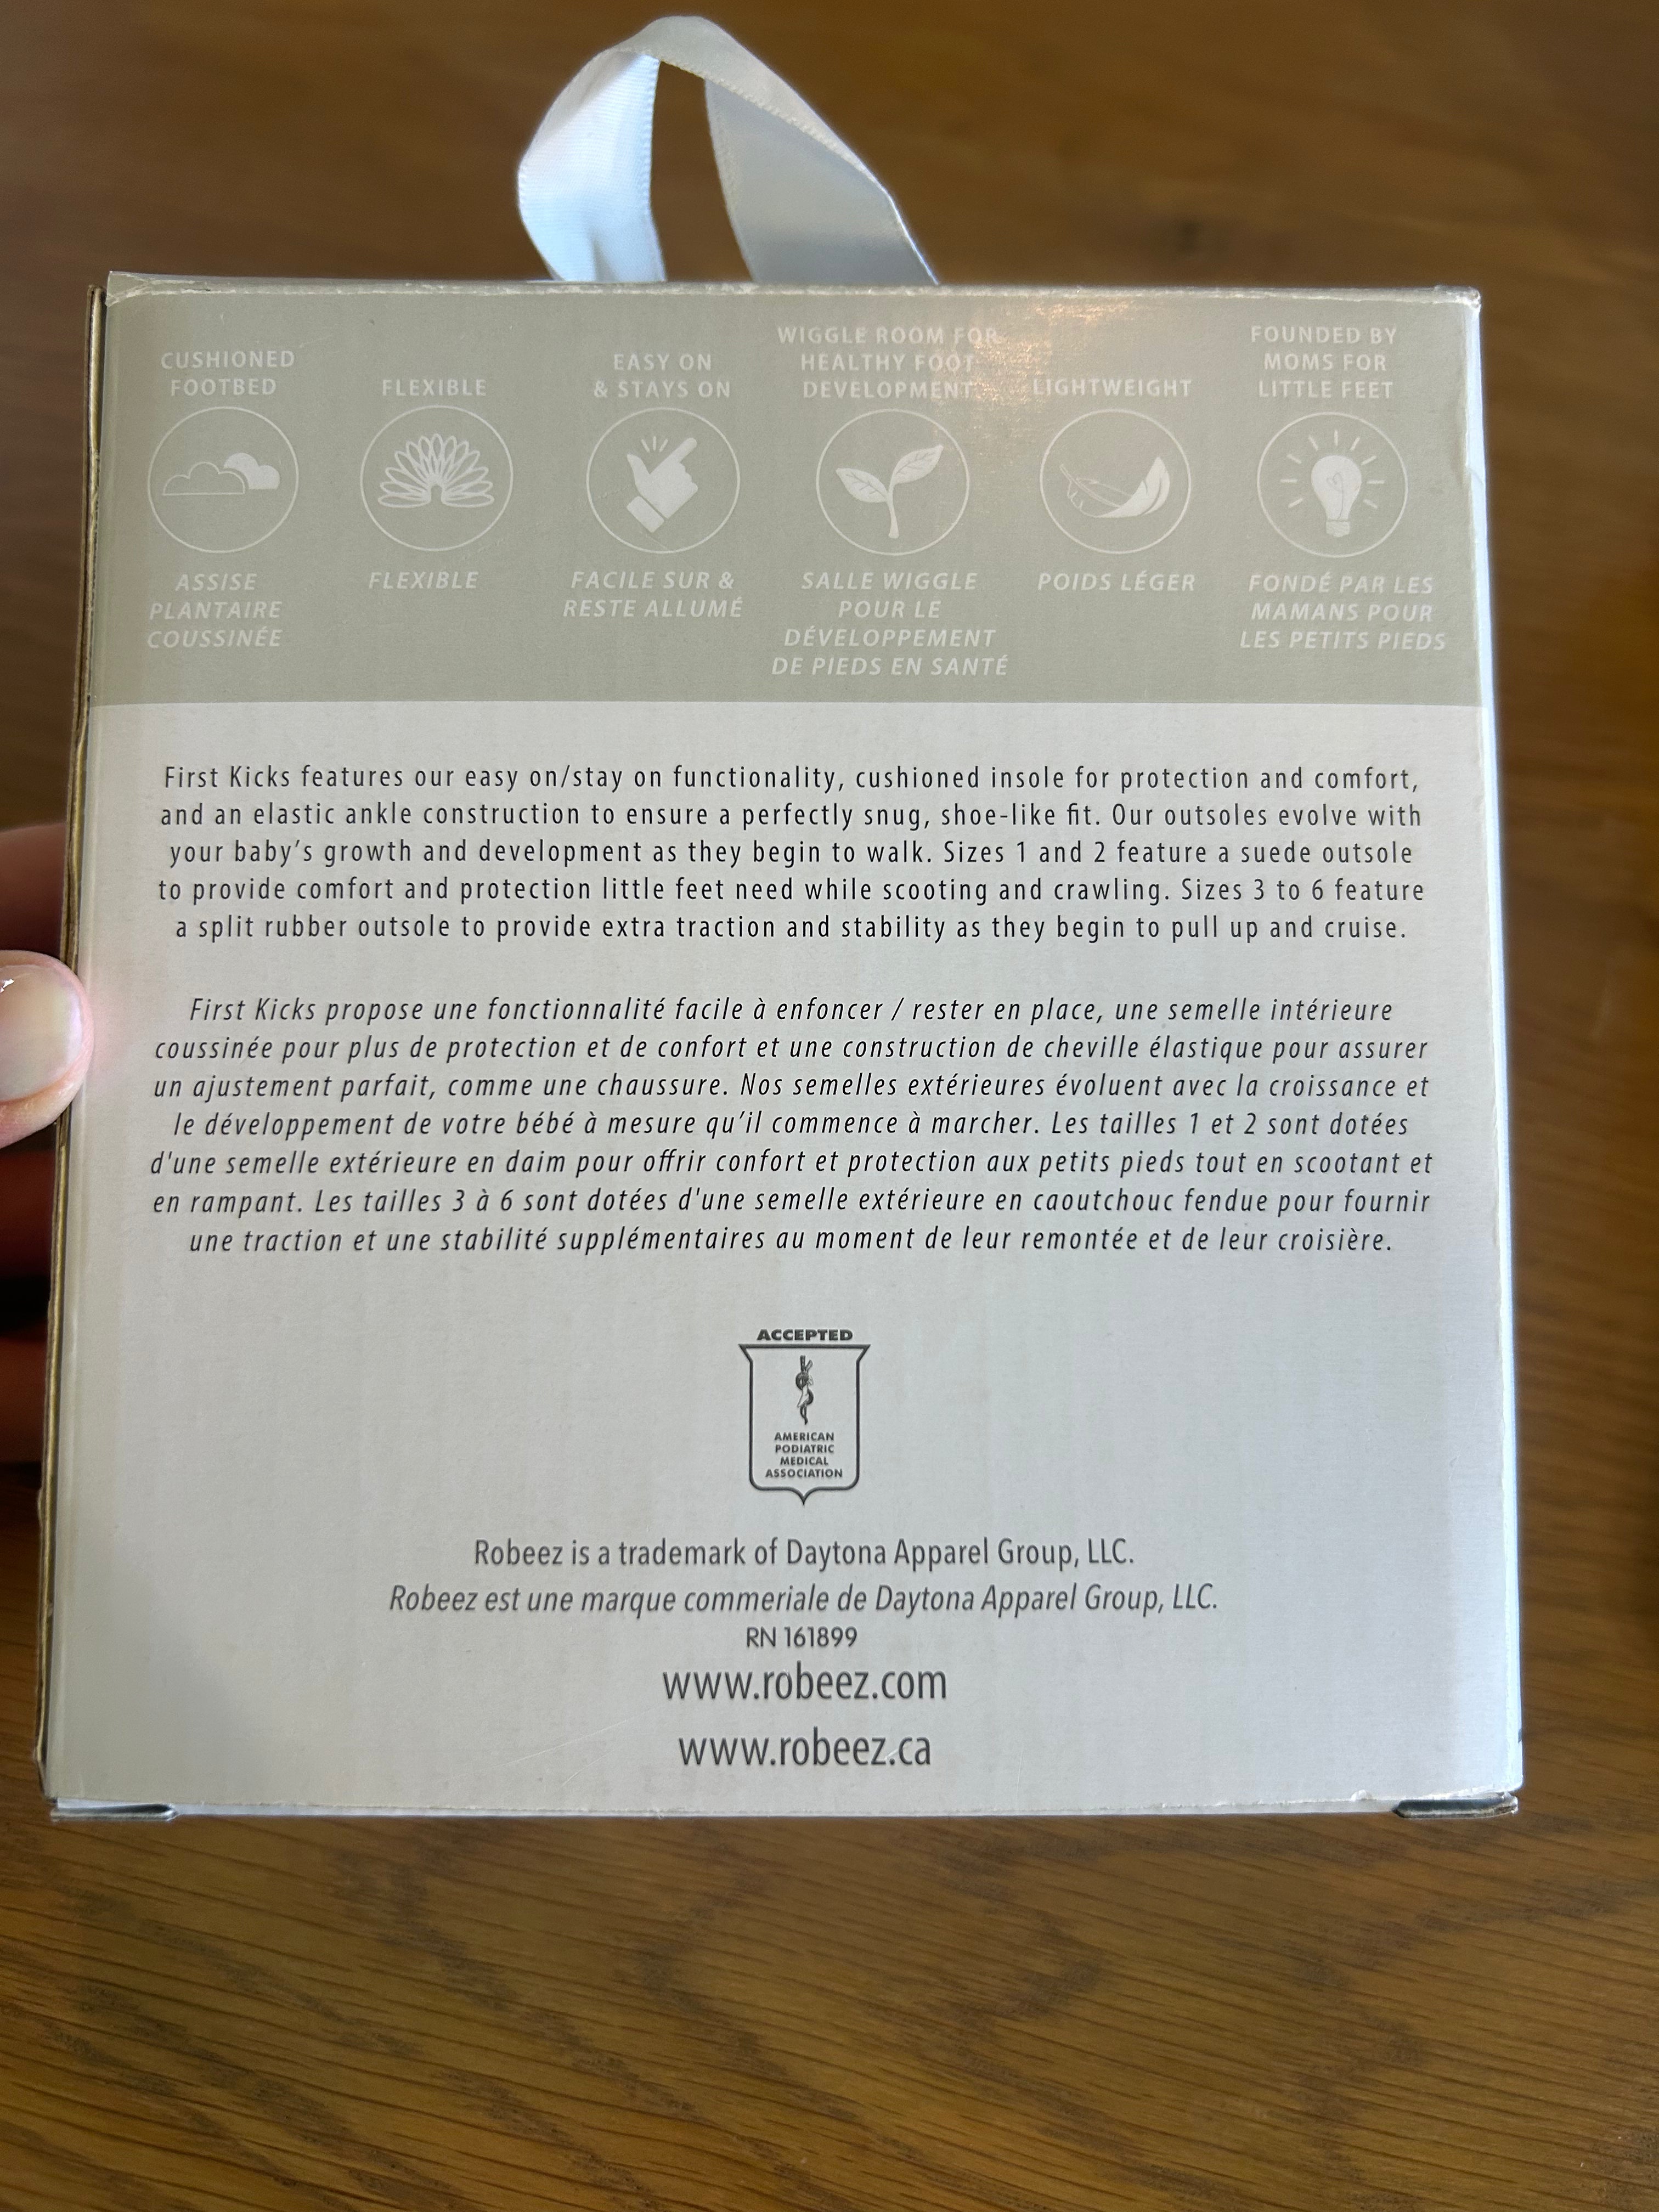 CUSHIONED
FOOTBED
FLEXIBLE
EASY ON
& STAYS ON
WIGGLE ROOM FOR
HEALTHY FOOT
DEVELOPMENT
LIGHTWEIGHT
FOUNDED BY
MOMS FOR
LITTLE FEET
ASSISE
PLANTAIRE
COUSSINÉE
FLEXIBLE
FACILE SUR &
RESTE ALLUMÉ
SALLE WIGGLE
POUR LE
DÉVELOPPEMENT
DE PIEDS EN SANTÉ
POIDS LÉGER
FONDÉ PAR LES
MAMANS POUR
LES PETITS PIEDS
First Kicks features our easy on/stay on functionality, cushioned insole for protection and comfort,
and an elastic ankle construction to ensure a perfectly snug, shoe-like fit. Our outsoles evolve with
your baby's growth and development as they begin to walk. Sizes 1 and 2 feature a suede outsole
to provide comfort and protection little feet need while scooting and crawling. Sizes 3 to 6 feature
a split rubber outsole to provide extra traction and stability as they begin to pull up and cruise.
First Kicks propose une fonctionnalité facile à enfoncer / rester en place, une semelle intérieure
coussinée pour plus de protection et de confort et une construction de cheville élastique pour assurer
un ajustement parfait, comme une chaussure. Nos semelles extérieures évoluent avec la croissance et
le développement de votre bébé à mesure qu'il commence à marcher. Les tailles 1 et 2 sont dotées
d'une semelle extérieure en daim pour offrir confort et protection aux petits pieds tout en scootant et
en rampant. Les tailles 3 à 6 sont dotées d'une semelle extérieure en caoutchouc fendue pour fournir
une traction et une stabilité supplémentaires au moment de leur remontée et de leur croisière.
ACCEPTED
AMERICAN
PODIATRIC
MEDICAL
ASSOCIATION
Robeez is a trademark of Daytona Apparel Group, LLC.
Robeez est une marque commeriale de Daytona Apparel Group, LLC.
RN 161899
www.robeez.com
www.robeez.ca